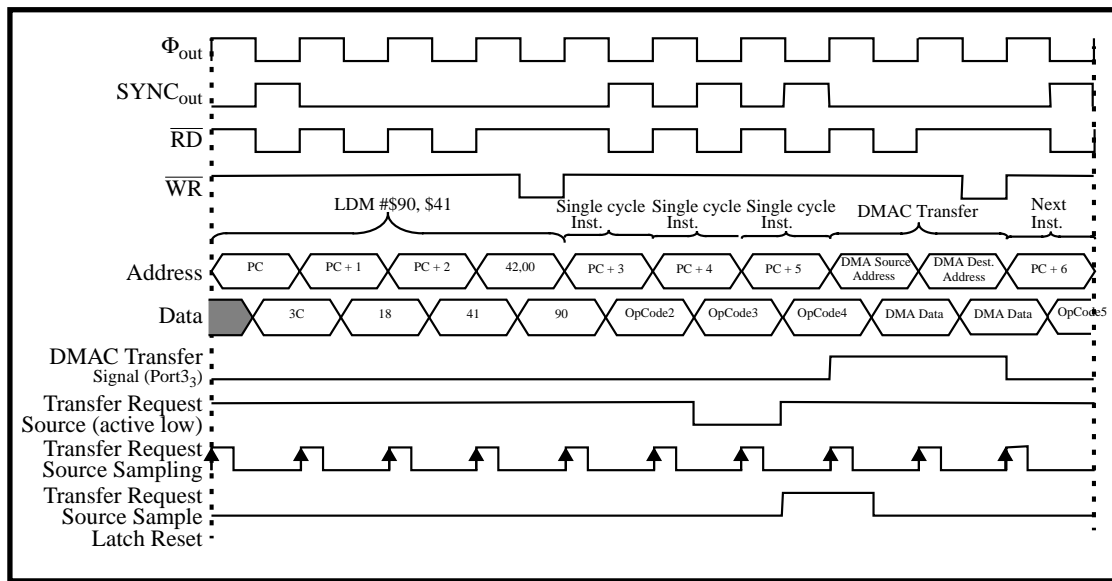 Φout
SYNCout
RD
WR
LDM #$90, $41
Single cycle Inst.
Single cycle Inst.
Single cycle Inst.
DMAC Transfer
Next Inst.
Address
PC
PC + 1
PC + 2
42,00
PC + 3
PC + 4
PC + 5
DMA Source Address
DMA Dest. Address
PC + 6
Data
3C
18
41
90
OpCode2
OpCode3
OpCode4
DMA Data
DMA Data
OpCode5
DMAC Transfer
Signal (Port33)
Transfer Request
Source (active low)
Transfer Request
Source Sampling
Transfer Request
Source Sample
Latch Reset